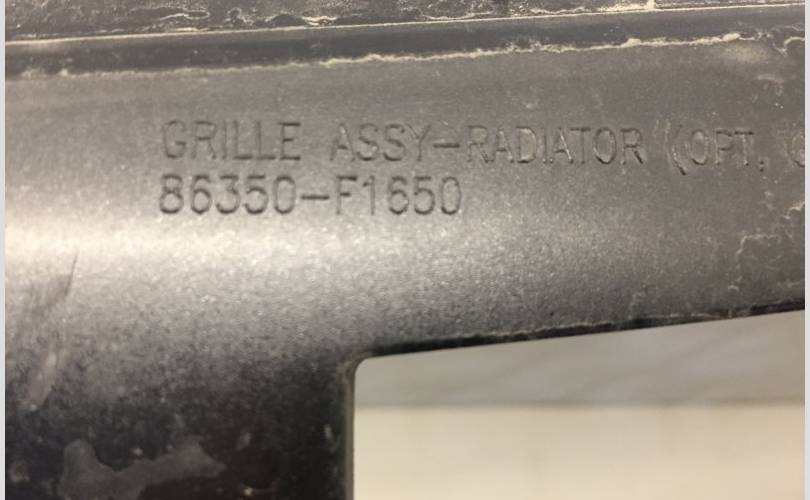 GRILLE ASSY-RADIATOR (OPT,
86350-F1650